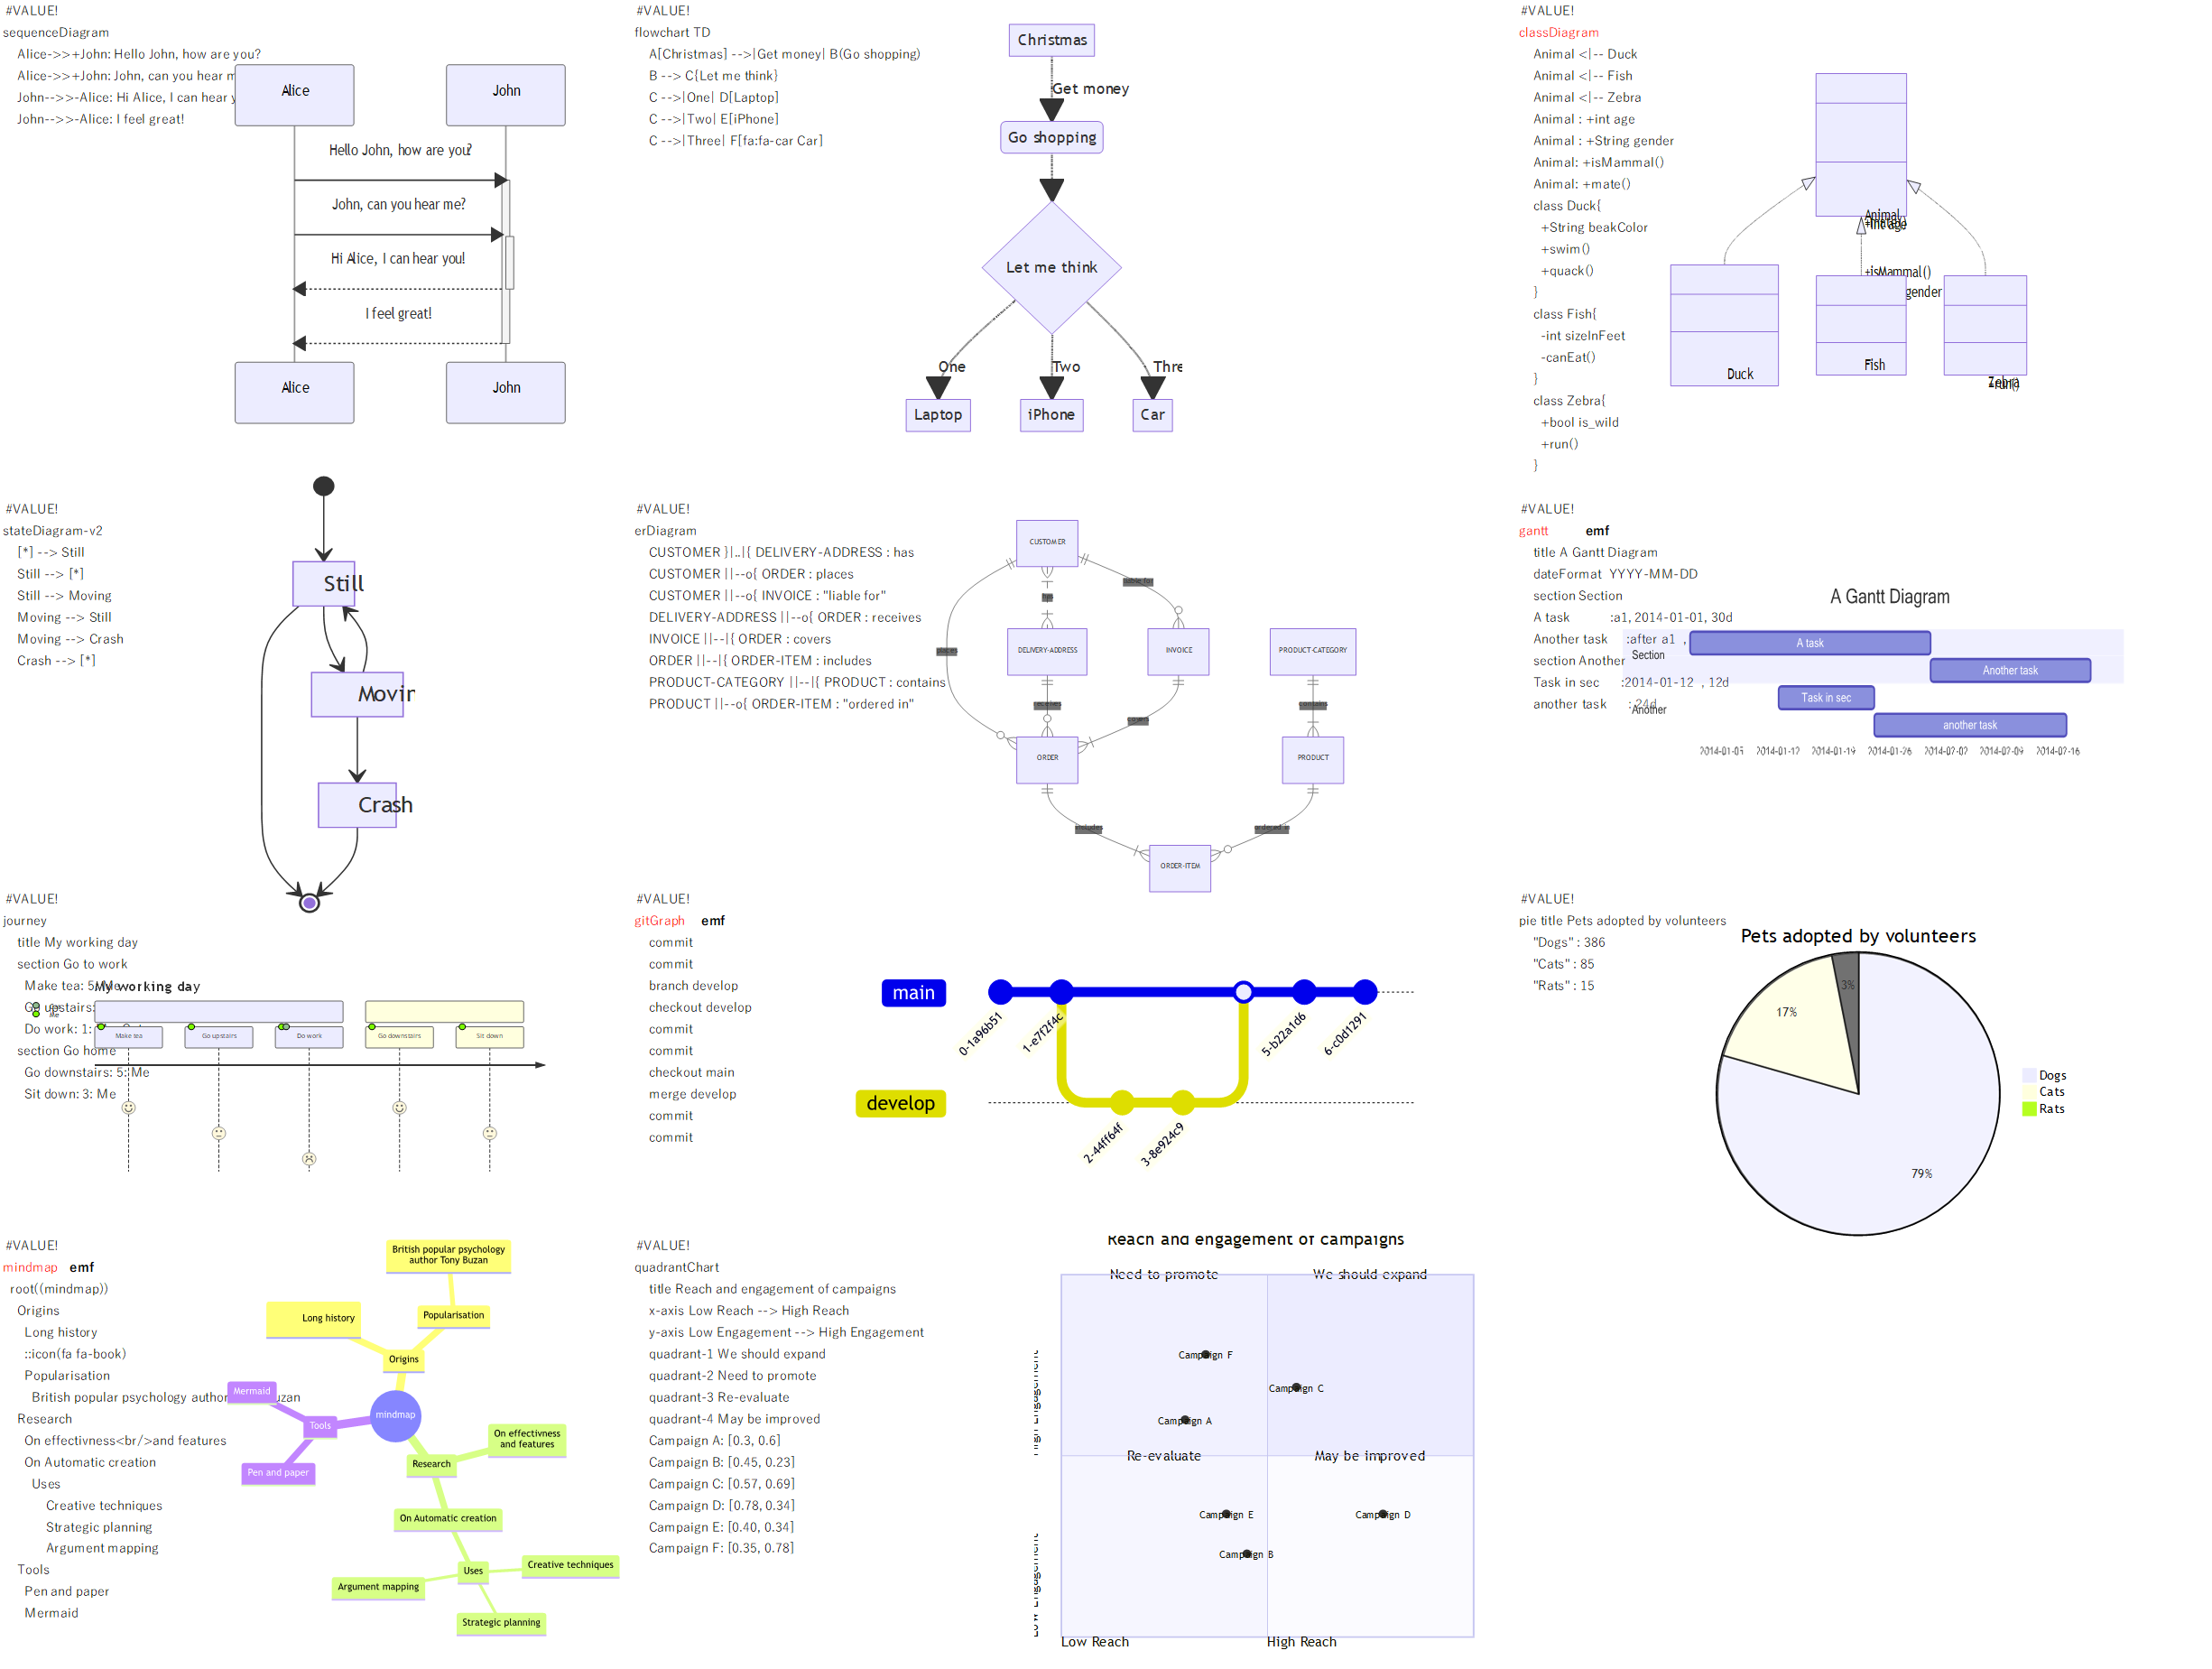 #VALUE!
sequenceDiagram
Alice->>+John: Hello John, how are you?
Alice->>+John: John, can you hear m
John-->>-Alice: Hi Alice, I can hear y
John-->>-Alice: I feel great!
Alice
John
Hello John, how are you?
John, can you hear me?
Hi Alice, I can hear you!
I feel great!
Alice
John
#VALUE!
flowchart TD
A[Christmas] -->|Get money| B(Go shopping)
B --> C{Let me think}
C -->|One| D[Laptop]
C -->|Two| E[iPhone]
C -->|Three| F[fa:fa-car Car]
Christmas
Get money
Go shopping
Let me think
One
Two
Thre
Laptop
iPhone
Car
#VALUE!
classDiagram
Animal <|-- Duck
Animal <|-- Fish
Animal <|-- Zebra
Animal : +int age
Animal : +String gender
Animal: +isMammal()
Animal: +mate()
class Duck{
+String beakColor
+swim()
+quack()
}
class Fish{
-int sizeInFeet
-canEat()
}
class Zebra{
+bool is_wild
+run()
}
Animal
+int age
+isMammal()
gender
Duck
Fish
Zebra
+run()
#VALUE!
stateDiagram-v2
[*] --> Still
Still --> [*]
Still --> Moving
Moving --> Still
Moving --> Crash
Crash --> [*]
Still
Movir
Crash
#VALUE!
erDiagram
CUSTOMER }|..|{ DELIVERY-ADDRESS : has
CUSTOMER ||--o{ ORDER : places
CUSTOMER ||--o{ INVOICE : "liable for"
DELIVERY-ADDRESS ||--o{ ORDER : receives
INVOICE ||--|{ ORDER : covers
ORDER ||--|{ ORDER-ITEM : includes
PRODUCT-CATEGORY ||--|{ PRODUCT : contains
PRODUCT ||--o{ ORDER-ITEM : "ordered in"
CUSTOMER
liable for
has
places
DELIVERY-ADDRESS
INVOICE
PRODUCT-CATEGORY
receives
covers
contains
ORDER
PRODUCT
includes
ordered in
ORDER-ITEM
#VALUE!
gantt emf
title A Gantt Diagram
dateFormat YYYY-MM-DD
section Section
A task :a1, 2014-01-01, 30d
Another task :after a1 ,
section Another
Task in sec :2014-01-12 , 12d
another task : 24d
A Gantt Diagram
A task
Section
Another task
Task in sec
Another
another task
2014-01-05 2014-01-12 2014-01-19 2014-01-26 2014-02-02 2014-02-09 2014-02-16
#VALUE!
journey
title My working day
section Go to work
Make tea: 5: Me
Go upstairs:
Do work: 1:
section Go home
Go downstairs: 5: Me
Sit down: 3: Me
My working day
Me
Make tea
Go upstairs
Do work
Go downstairs
Sit down
#VALUE!
gitGraph emf
commit
commit
branch develop
checkout develop
commit
commit
checkout main
merge develop
commit
commit
main
0-1a96b51
1-e7f2f4c
5-b22a1d6
6-c0d1291
develop
2-44ff64f
3-8e924c9
#VALUE!
pie title Pets adopted by volunteers
"Dogs" : 386
"Cats" : 85
"Rats" : 15
Pets adopted by volunteers
3%
17%
79%
Dogs
Cats
Rats
#VALUE!
mindmap emf
root((mindmap))
Origins
Long history
::icon(fa fa-book)
Popularisation
British popular psychology author uzan
Research
On effectivness<br/>and features
On Automatic creation
Uses
Creative techniques
Strategic planning
Argument mapping
Tools
Pen and paper
Mermaid
British popular psychology
author Tony Buzan
Long history
Popularisation
Origins
Mermaid
mindmap
Tools
On effectivness
and features
Research
Pen and paper
On Automatic creation
Uses
Creative techniques
Argument mapping
Strategic planning
#VALUE!
quadrantChart
title Reach and engagement of campaigns
x-axis Low Reach --> High Reach
y-axis Low Engagement --> High Engagement
quadrant-1 We should expand
quadrant-2 Need to promote
quadrant-3 Re-evaluate
quadrant-4 May be improved
Campaign A: [0.3, 0.6]
Campaign B: [0.45, 0.23]
Campaign C: [0.57, 0.69]
Campaign D: [0.78, 0.34]
Campaign E: [0.40, 0.34]
Campaign F: [0.35, 0.78]
Reach and engagement of campaigns
Need to promote
We should expand
Campaign F
Campaign C
Campaign A
High Engagement
Re-evaluate
May be improved
Campaign E
Campaign D
Campaign B
Low Engagement
Low Reach
High Reach